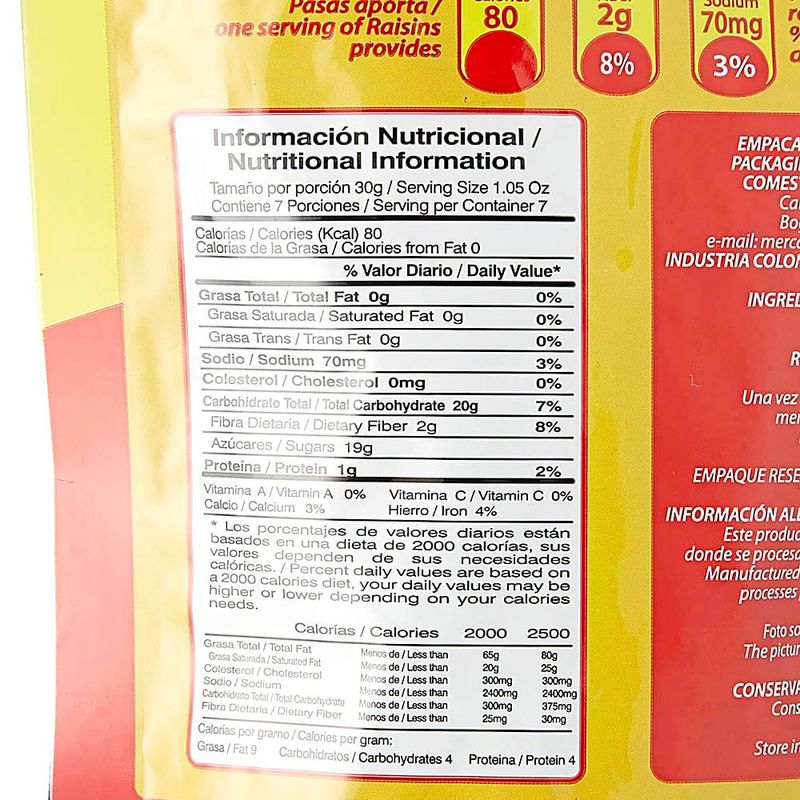 Pasas aporta /
one serving of Raisins
provides
80
2g
8%
Sodium
70mg
3%
Información Nutricional /
Nutritional Information
Tamaño por porción 30g / Serving Size 1.05 Oz
Contiene 7 Porciones / Serving per Container 7
Calorías / Calories (Kcal) 80
Calorías de la Grasa / Calories from Fat 0
% Valor Diario / Daily Value*
Grasa Total / Total Fat 0g 0%
Grasa Saturada / Saturated Fat 0g 0%
Grasa Trans / Trans Fat 0g 0%
Sodio / Sodium 70mg 3%
Colesterol / Cholesterol 0mg 0%
Carbohidrato Total / Total Carbohydrate 20g 7%
Fibra Dietaria / Dietary Fiber 2g 8%
Azúcares / Sugars 19g
Proteína / Protein 1g 2%
Vitamina A / Vitamin A 0% Vitamina C / Vitamin C 0%
Calcio / Calcium 3% Hierro / Iron 4%
* Los porcentajes de valores diarios están
basados en una dieta de 2000 calorías, sus
valores dependen de sus necesidades
calóricas. / Percent daily values are based on
a 2000 calories diet, your daily values may be
higher or lower depending on your calories
needs.
Calorías / Calories 2000 2500
Grasa Total / Total Fat Menos de / Less than 65g 80g
Grasa Saturada / Saturated Fat Menos de / Less than 20g 25g
Colesterol / Cholesterol Menos de / Less than 300mg 300mg
Sodio / Sodium Menos de / Less than 2400mg 2400mg
Carbohidrato Total / Total Carbohydrate Menos de / Less than 300mg 375mg
Fibra Dietaria / Dietary Fiber Menos de / Less than 25mg 30mg
Calorías por gramo / Calories per gram:
Grasa / Fat 9 Carbohidratos / Carbohydrates 4 Proteina / Protein 4
EMPACA
PACKAGI
COMES
Ca
Bo
e-mail: merc
INDUSTRIA COLO
INGRED
R
Una vez
me
EMPAQUE RESE
INFORMACIÓN AL
Este produc
donde se procesa
Manufactured
processes
Foto so
The pictur
CONSERVA
Cons
Store in